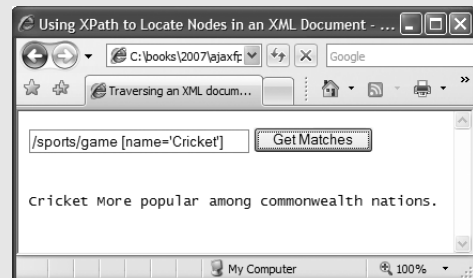 Using XPath to Locate Nodes in an XML Document - ...
C:\books\2007\ajaxfp
Google
Traversing an XML docum...
»
/sports/game [name='Cricket']
Get Matches
Cricket More popular among commonwealth nations.
My Computer
100%